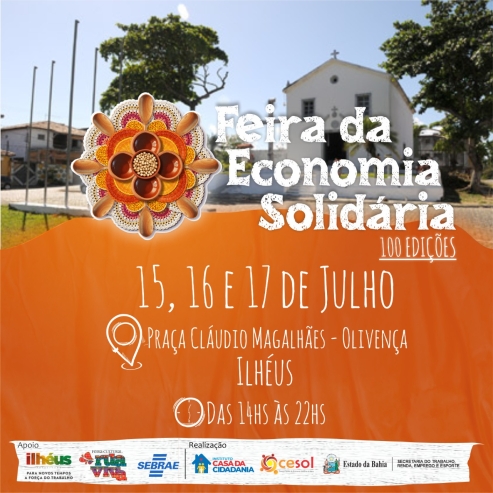 Feira da
Economia
Solidária
100 EDIÇÕES
15, 16 e 17 de Julho
Praça Cláudio Magalhães - Olivença
Ilhéus
Das 14hs às 22hs
Apoio
Realização
ilhéus
PARA NOVOS TEMPOS
A FORÇA DO TRABALHO
rua
viva
SEBRAE
INSTITUTO
CASA DA
CIDADANIA
cesol
Estado da Bahia
SECRETARIA DO TRABALHO,
RENDA, EMPREGO E ESPORTE